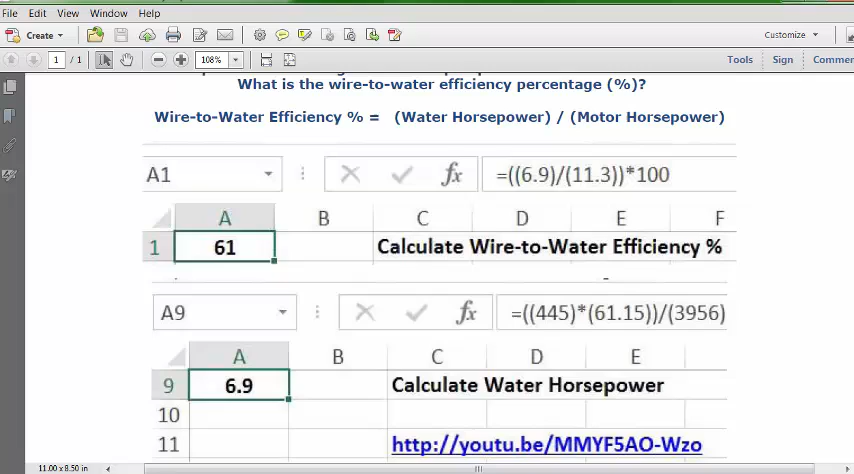 File Edit View Window Help
Create Customize
1 / 1 108% Tools Sign Commer
What is the wire-to-water efficiency percentage (%)?
Wire-to-Water Efficiency % = (Water Horsepower) / (Motor Horsepower)
A1 fx =((6.9)/(11.3))*100
A B C D E F
1 61 Calculate Wire-to-Water Efficiency %
A9 fx =((445)*(61.15))/(3956)
A B C D E
9 6.9 Calculate Water Horsepower
10
11 http://youtu.be/MMYF5AO-Wzo
11.00 x 8.50 in